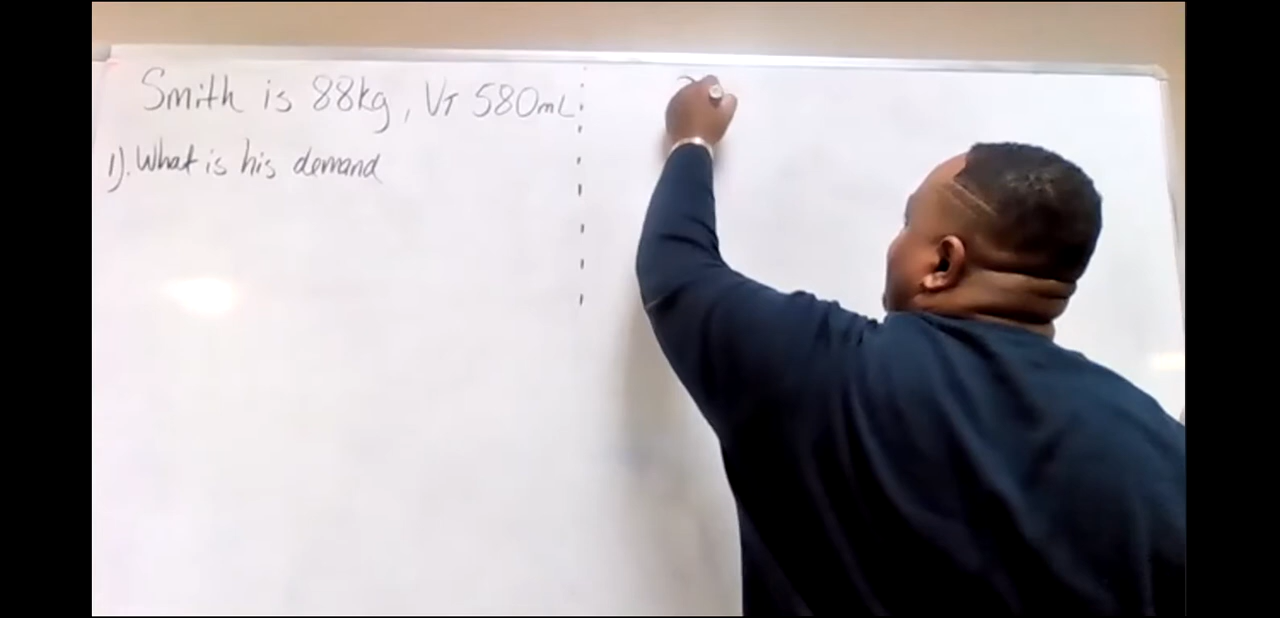 Smith is 88kg, VT 580mL
1). What is his demand